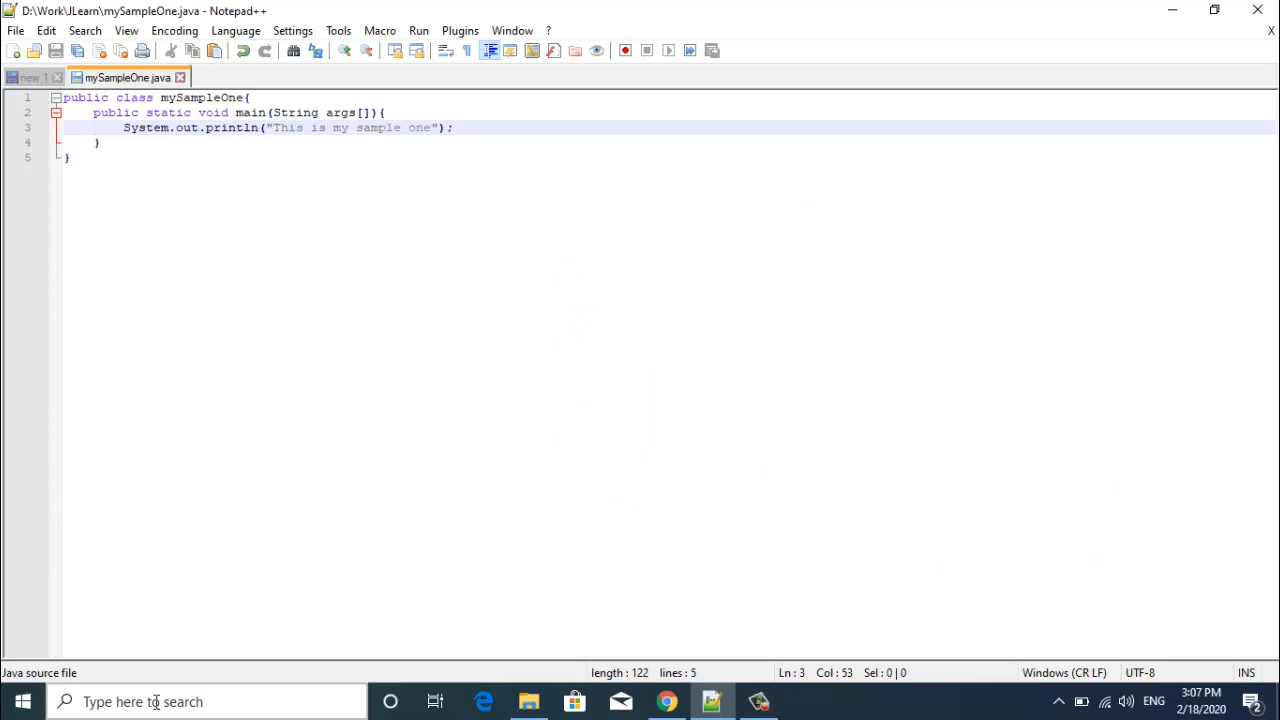 D:\Work\JLearn\mySampleOne.java - Notepad++
File Edit Search View Encoding Language Settings Tools Macro Run Plugins Window ? X
new 1 mySampleOne.java
1 public class mySampleOne{
2 public static void main(String args[]){
3 System.out.println("This is my sample one");
4 }
5 }
Java source file length : 122 lines : 5 Ln : 3 Col : 53 Sel : 0 | 0 Windows (CR LF) UTF-8 INS
Type here to search ENG 3:07 PM
2/18/2020 2